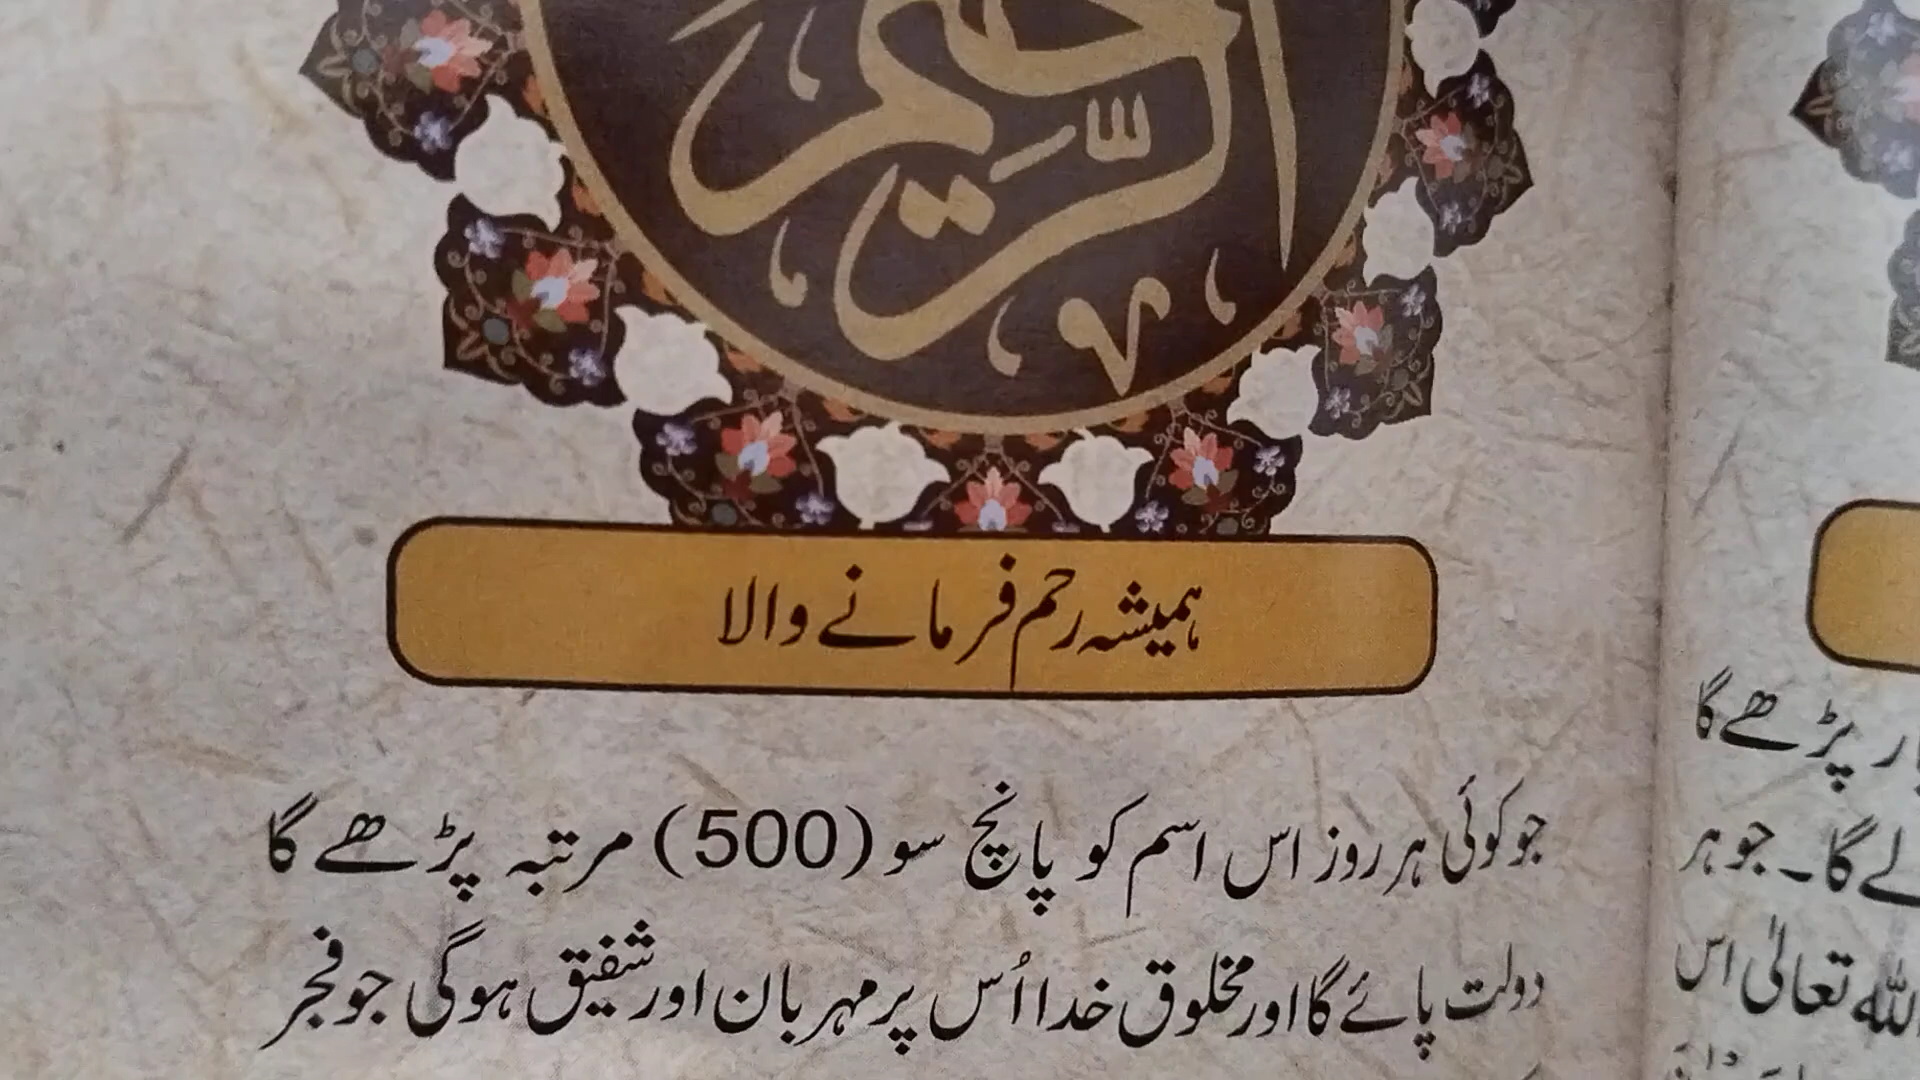 الرحیم
ہمیشہ رحم فرمانے والا
جو کوئی ہر روز اس اسم کو پانچ سو (500) مرتبہ پڑھے گا
دولت پائے گا اور مخلوق خدا اُس پر مہربان اور شفیق ہوگی جو فجر
پڑھے گا
لے گا۔ جو ہر
اللہ تعالیٰ اس